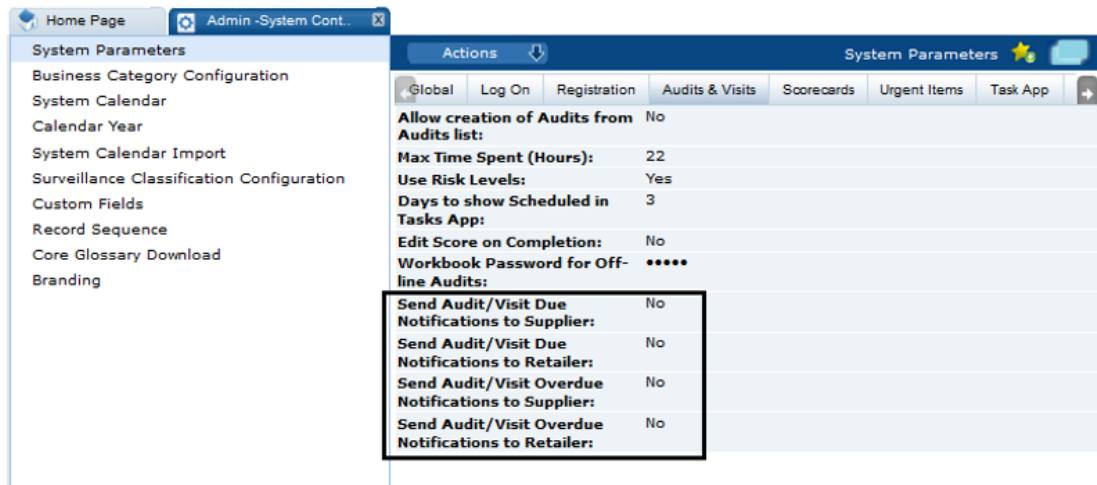 Home Page
Admin -System Cont..
System Parameters
Business Category Configuration
System Calendar
Calendar Year
System Calendar Import
Surveillance Classification Configuration
Custom Fields
Record Sequence
Core Glossary Download
Branding
Actions
System Parameters
Global Log On Registration Audits & Visits Scorecards Urgent Items Task App
Allow creation of Audits from No
Audits list:
Max Time Spent (Hours): 22
Use Risk Levels: Yes
Days to show Scheduled in 3
Tasks App:
Edit Score on Completion: No
Workbook Password for Off- •••••
line Audits:
Send Audit/Visit Due No
Notifications to Supplier:
Send Audit/Visit Due No
Notifications to Retailer:
Send Audit/Visit Overdue No
Notifications to Supplier:
Send Audit/Visit Overdue No
Notifications to Retailer: